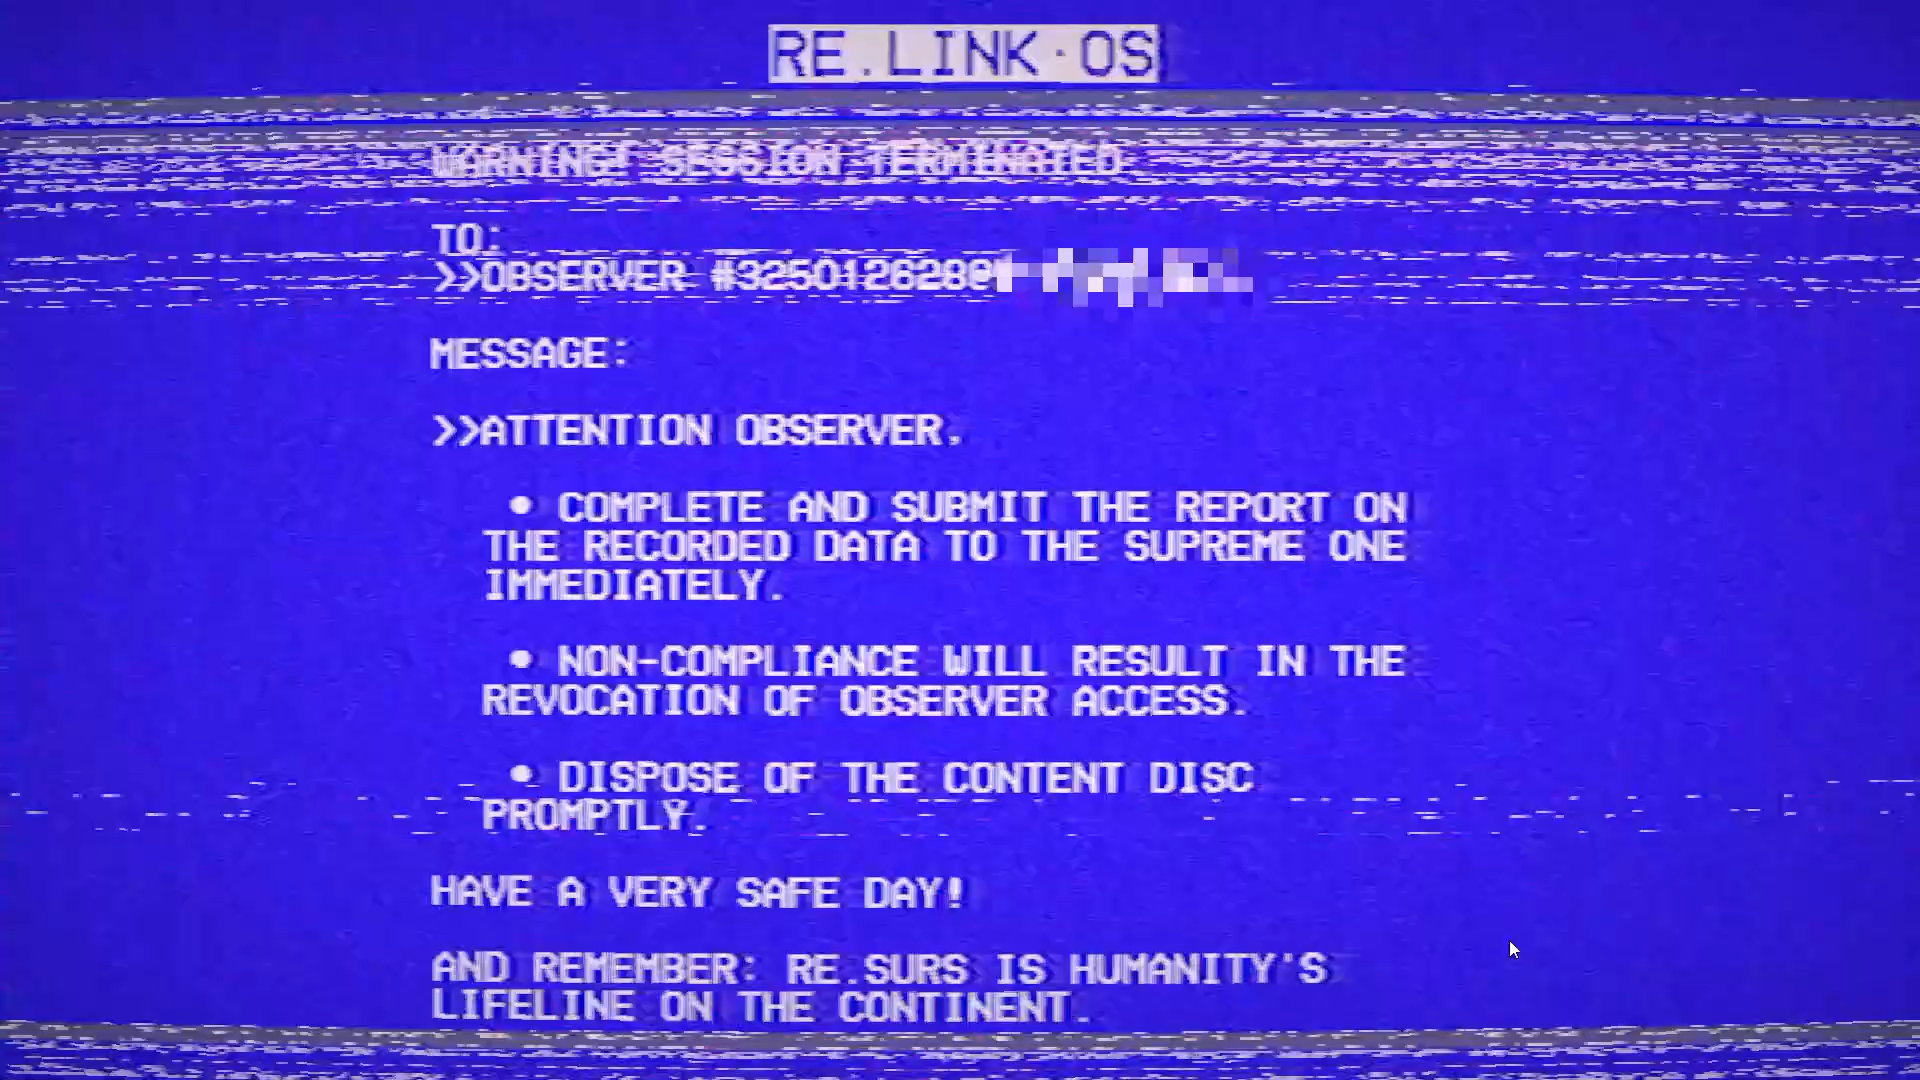 RE.LINK·OS
WARNING! SESSION TERMINATED.
TO:
>>OBSERVER
MESSAGE:
>>ATTENTION OBSERVER.
• COMPLETE AND SUBMIT THE REPORT ON
THE RECORDED DATA TO THE SUPREME ONE
IMMEDIATELY.
• NON-COMPLIANCE WILL RESULT IN THE
REVOCATION OF OBSERVER ACCESS.
• DISPOSE OF THE CONTENT DISC
PROMPTLY.
HAVE A VERY SAFE DAY!
AND REMEMBER: RE.SURS IS HUMANITY'S
LIFELINE ON THE CONTINENT.